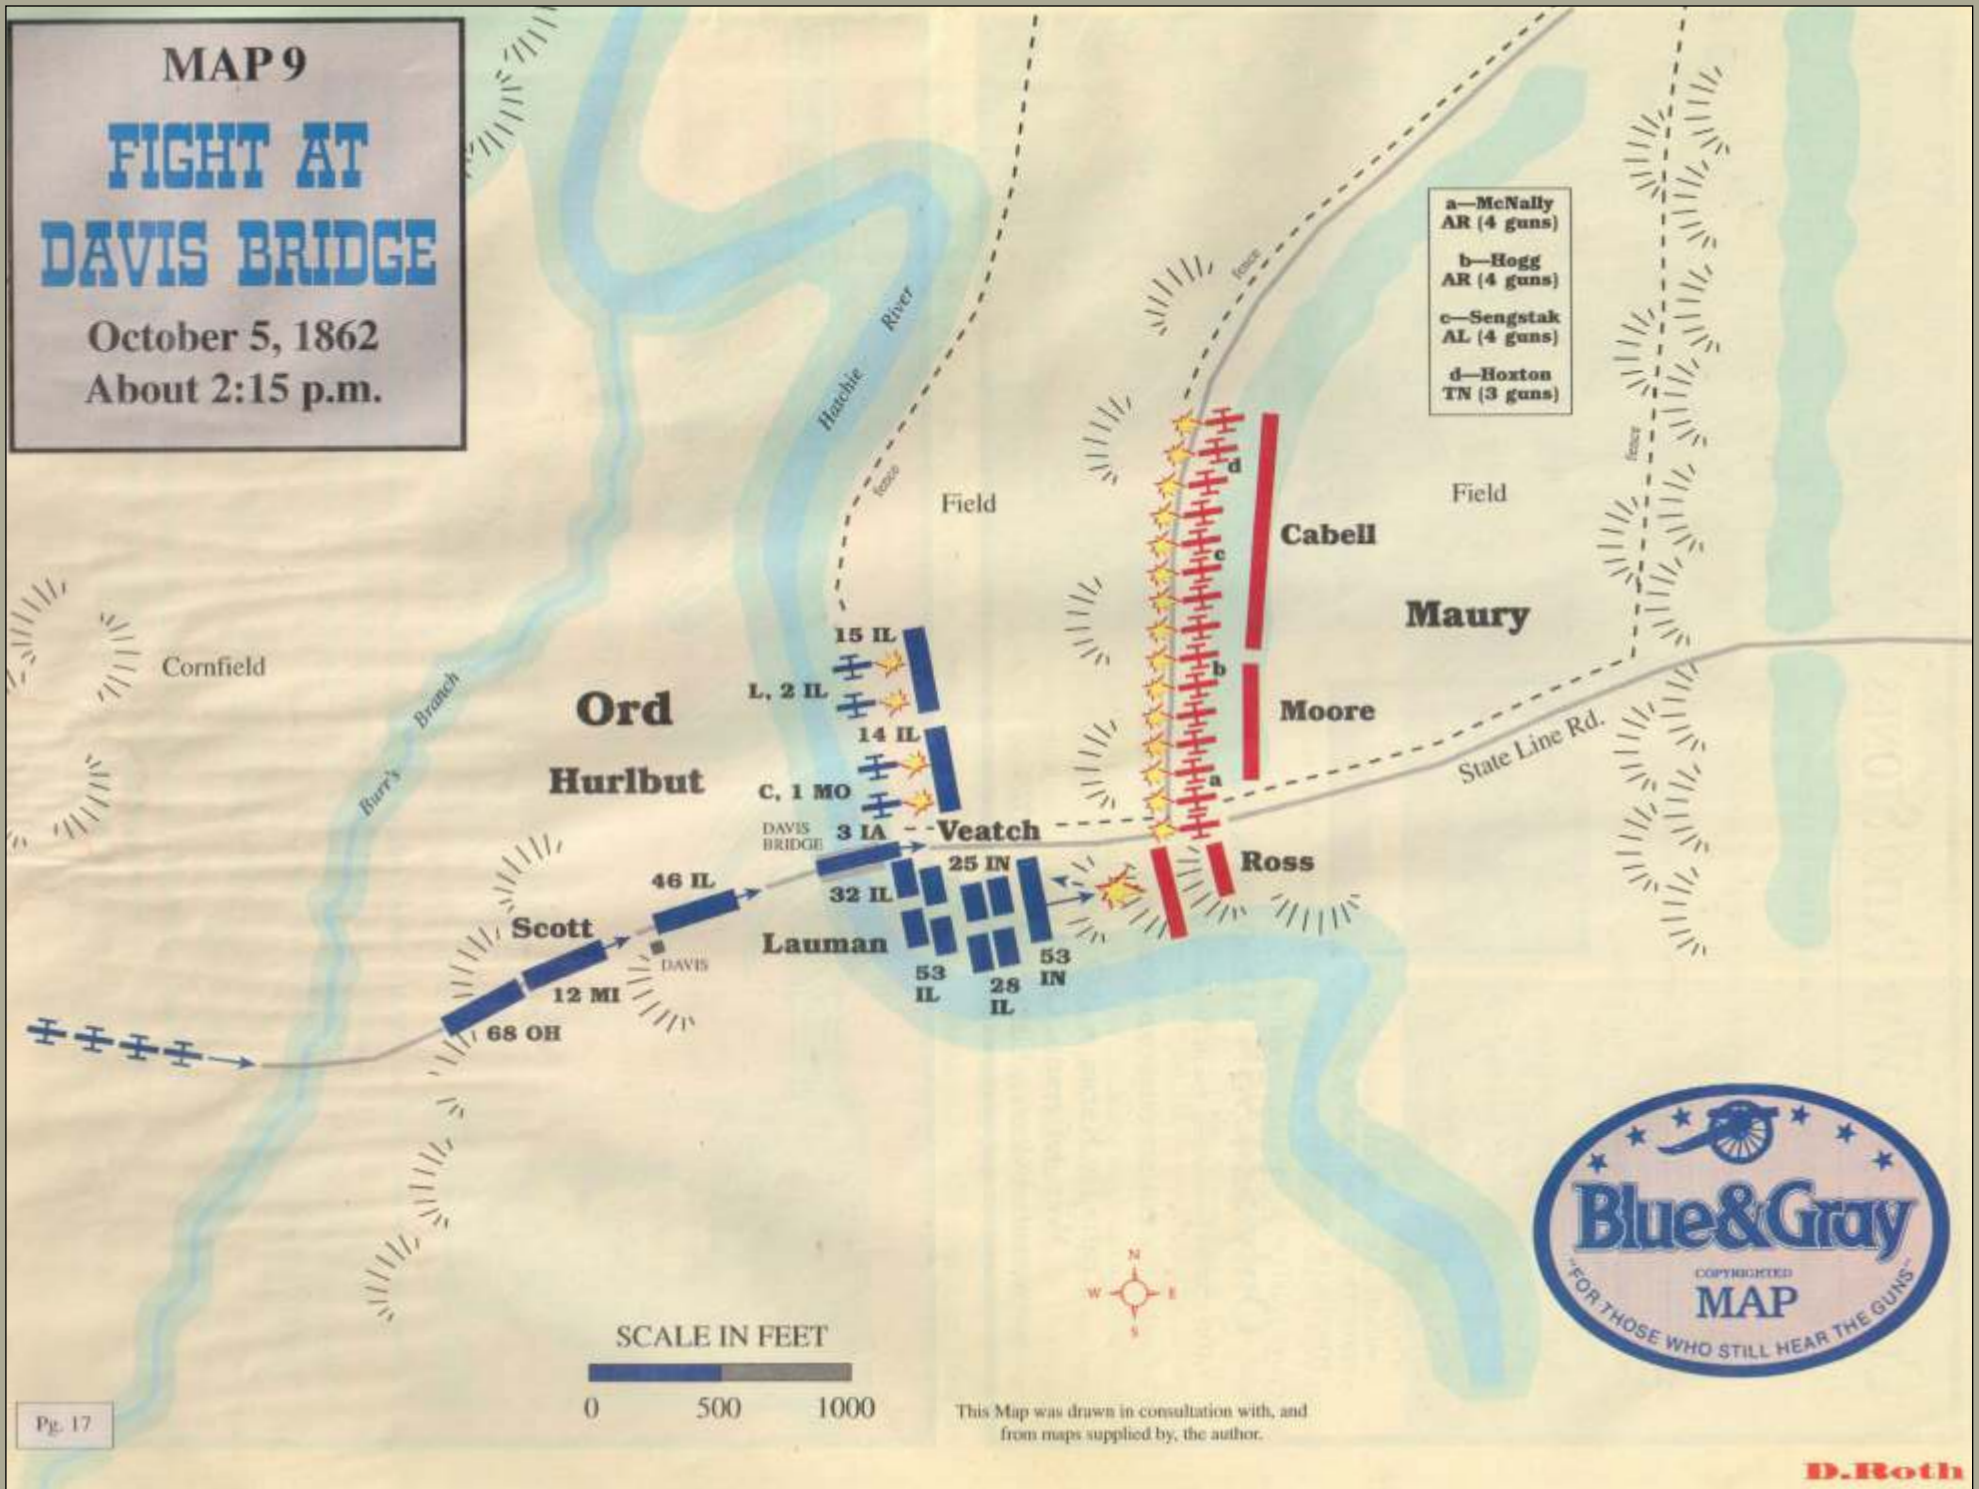 MAP 9
FIGHT AT
DAVIS BRIDGE
October 5, 1862
About 2:15 p.m.
a—McNally
AR (4 guns)
b—Hogg
AR (4 guns)
c—Sengstak
AL (4 guns)
d—Hoxton
TN (3 guns)
fence
River
Hatchie
fence
fence
Field
Field
d
Cabell
c
Maury
15 IL
Cornfield
L, 2 IL
b
Branch
Burr's
Ord
Moore
14 IL
State Line Rd.
Hurlbut
C, 1 MO
a
DAVIS
BRIDGE
3 IA
Veatch
25 IN
Ross
46 IL
32 IL
Scott
Lauman
DAVIS
53
IL
28
IL
53
IN
12 MI
68 OH
Blue&Gray
COPYRIGHTED
MAP
"FOR THOSE WHO STILL HEAR THE GUNS"
N
W E
S
SCALE IN FEET
0 500 1000
This Map was drawn in consultation with, and
from maps supplied by, the author.
Pg. 17
D.Roth